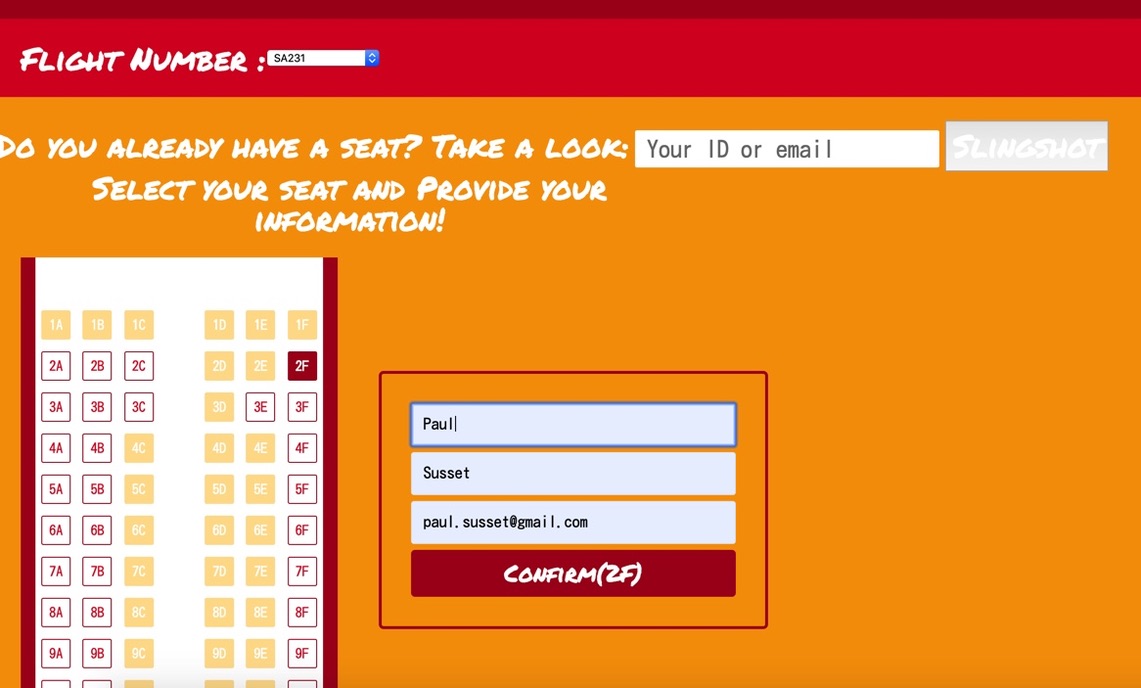 Flight Number : SA231
Do you already have a seat? Take a look: Your ID or email Slingshot
Select your seat and Provide your
information!
1A 1B 1C 1D 1E 1F
2A 2B 2C 2D 2E 2F
3A 3B 3C 3D 3E 3F
Paul
4A 4B 4C 4D 4E 4F
Susset
5A 5B 5C 5D 5E 5F
paul.susset@gmail.com
6A 6B 6C 6D 6E 6F
7A 7B 7C 7D 7E 7F
Confirm(2F)
8A 8B 8C 8D 8E 8F
9A 9B 9C 9D 9E 9F